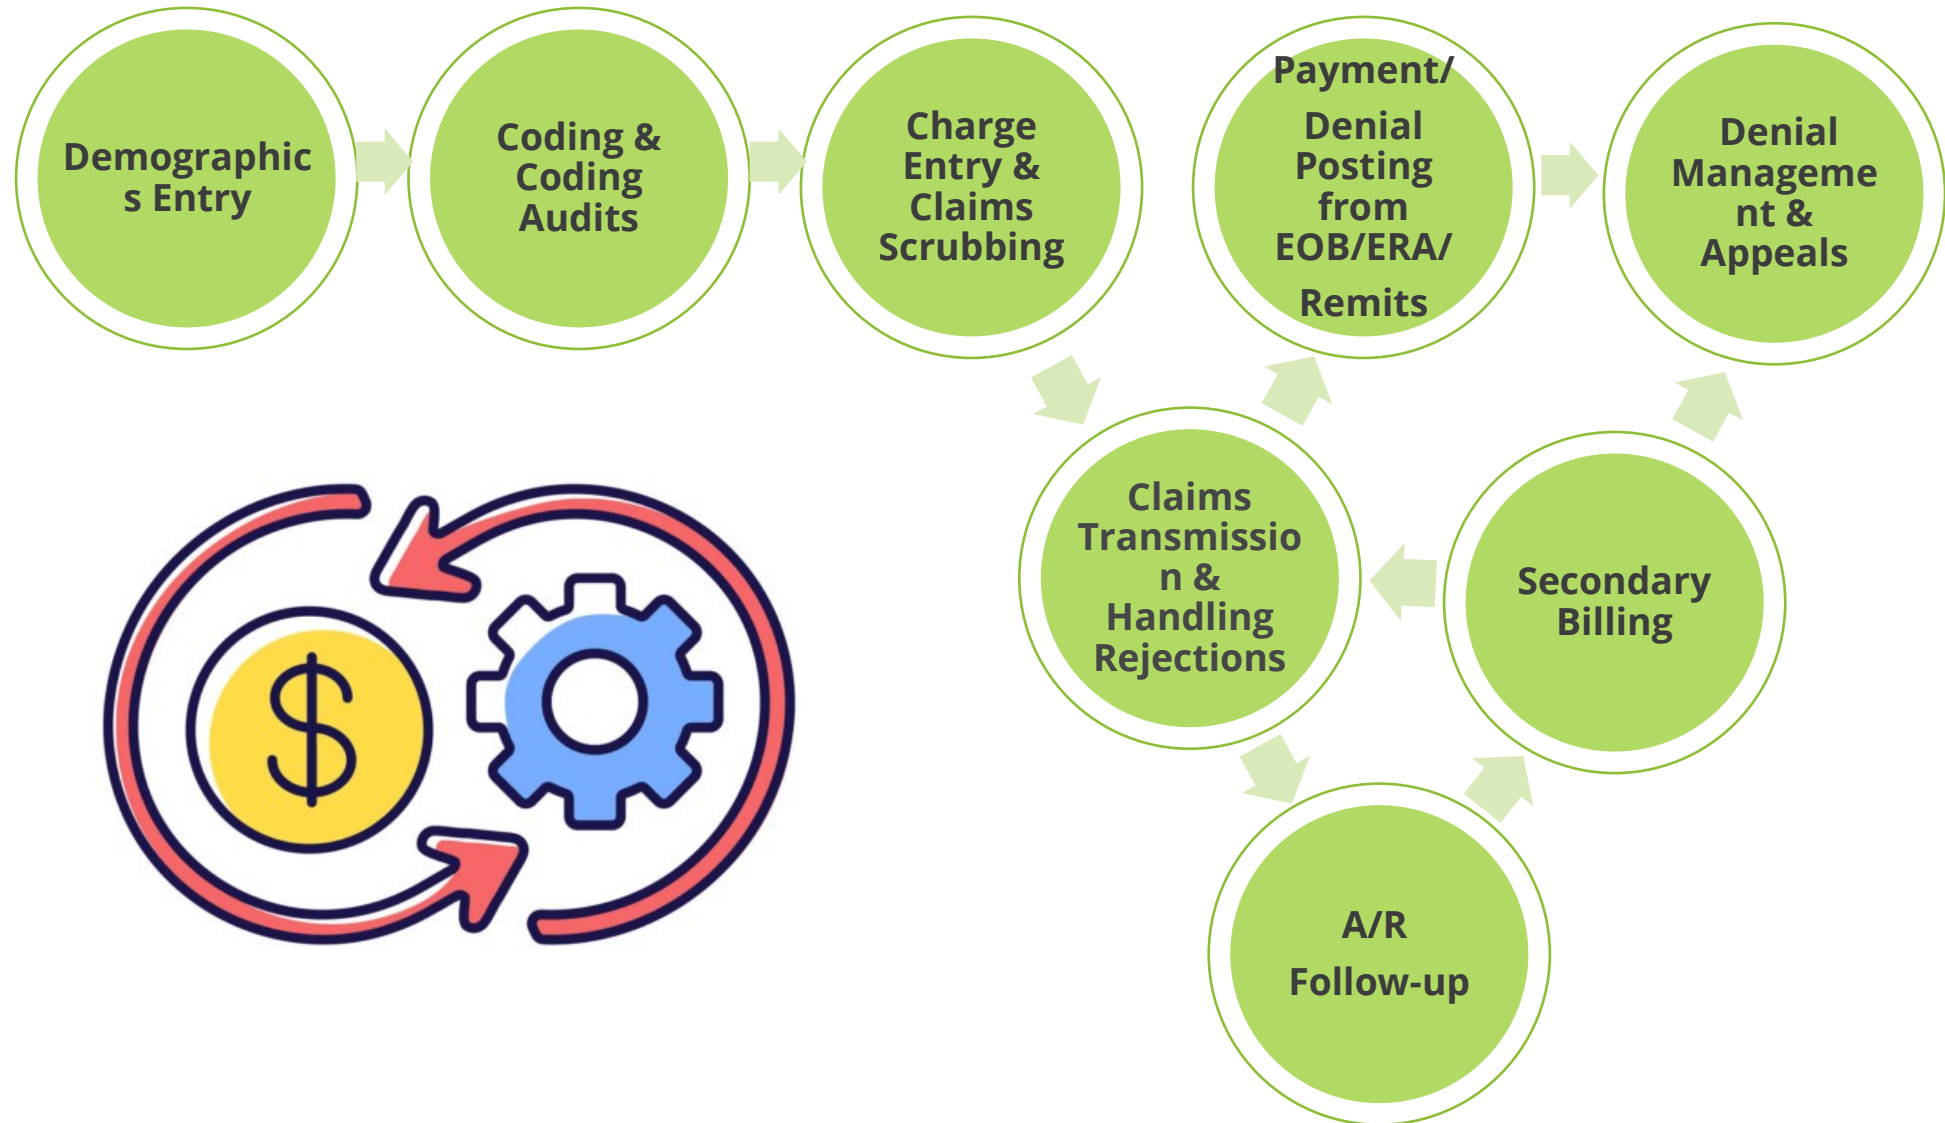 Demographic
s Entry
Coding &
Coding
Audits
Charge
Entry &
Claims
Scrubbing
Payment/
Denial
Posting
from
EOB/ERA/
Remits
Denial
Manageme
nt &
Appeals
Claims
Transmissio
n &
Handling
Rejections
Secondary
Billing
A/R
Follow-up
$